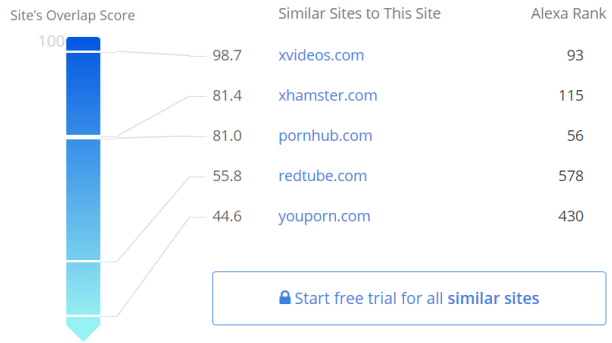 Site's Overlap Score Similar Sites to This Site Alexa Rank
100
98.7 xvideos.com 93
81.4 xhamster.com 115
81.0 pornhub.com 56
55.8 redtube.com 578
44.6 youporn.com 430
Start free trial for all similar sites